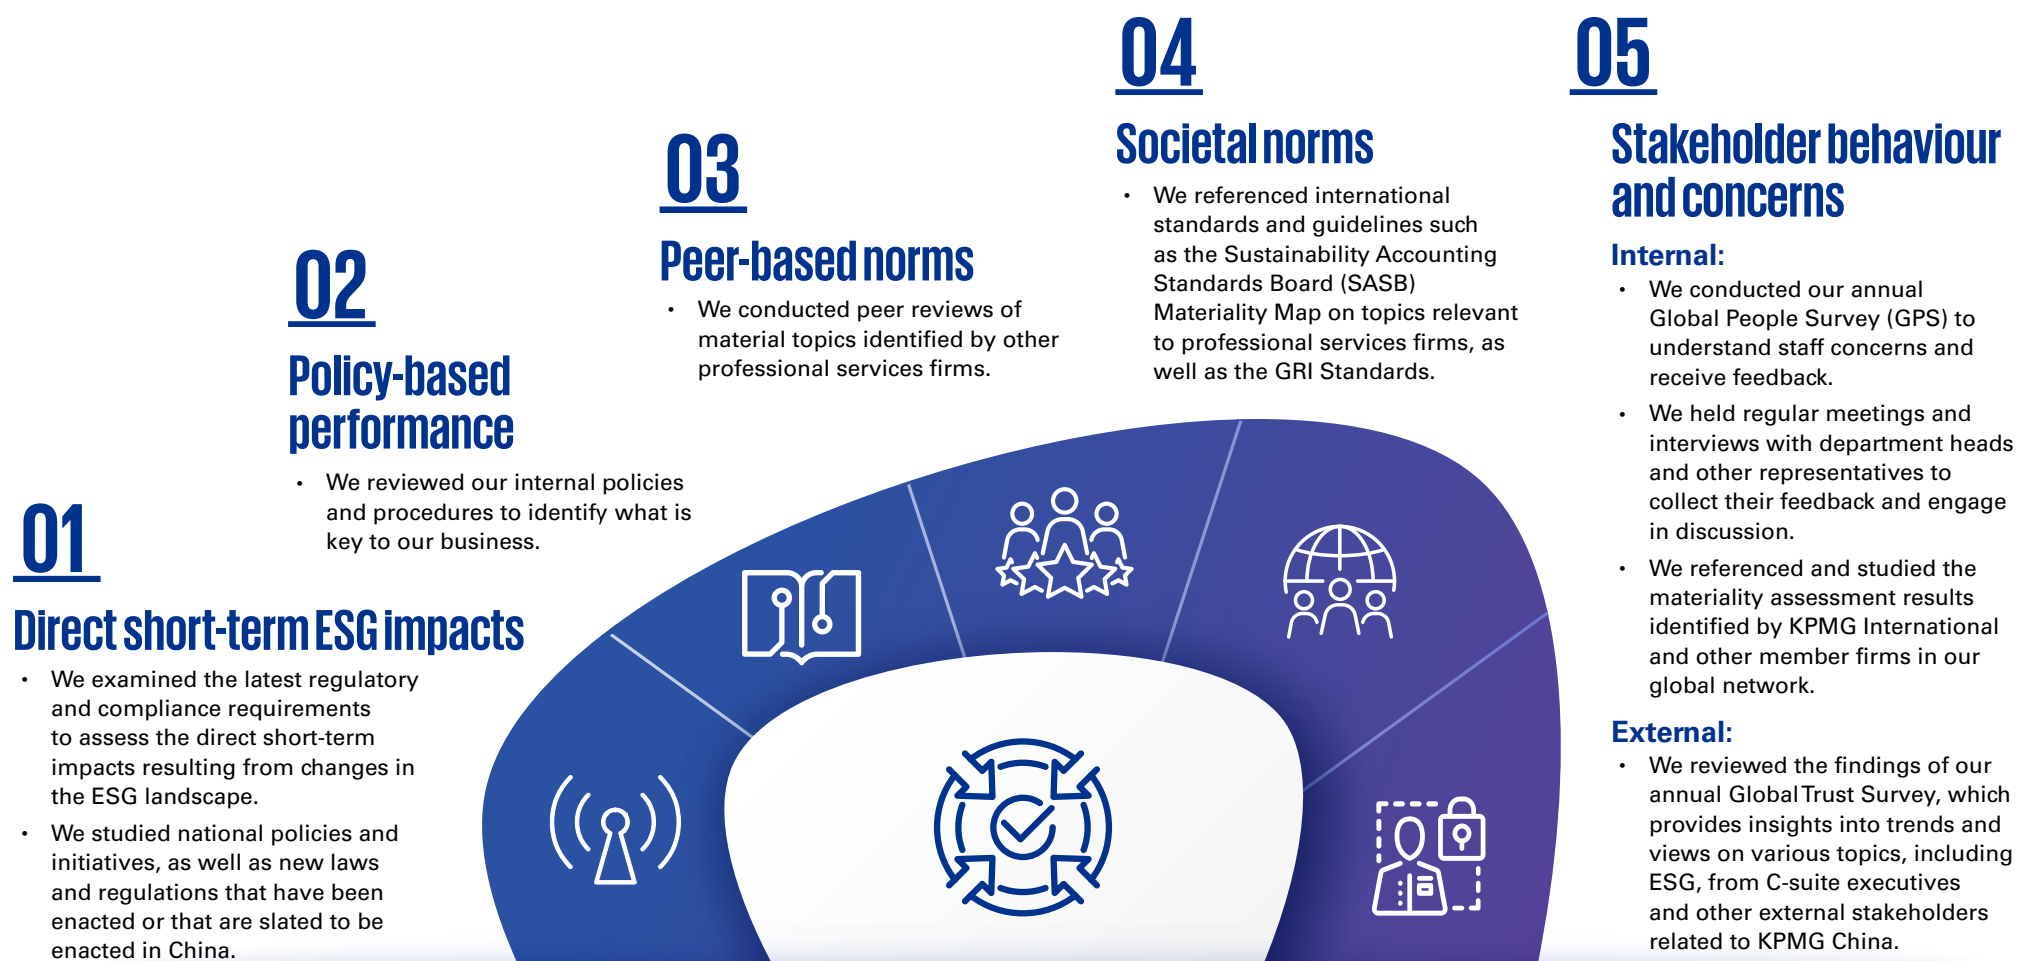 01
Direct short-term ESG impacts
• We examined the latest regulatory
and compliance requirements
to assess the direct short-term
impacts resulting from changes in
the ESG landscape.
• We studied national policies and
initiatives, as well as new laws
and regulations that have been
enacted or that are slated to be
enacted in China.
02
Policy-based
performance
• We reviewed our internal policies
and procedures to identify what is
key to our business.
03
Peer-based norms
• We conducted peer reviews of
material topics identified by other
professional services firms.
04
Societal norms
• We referenced international
standards and guidelines such
as the Sustainability Accounting
Standards Board (SASB)
Materiality Map on topics relevant
to professional services firms, as
well as the GRI Standards.
05
Stakeholder behaviour
and concerns
Internal:
• We conducted our annual
Global People Survey (GPS) to
understand staff concerns and
receive feedback.
• We held regular meetings and
interviews with department heads
and other representatives to
collect their feedback and engage
in discussion.
• We referenced and studied the
materiality assessment results
identified by KPMG International
and other member firms in our
global network.
External:
• We reviewed the findings of our
annual Global Trust Survey, which
provides insights into trends and
views on various topics, including
ESG, from C-suite executives
and other external stakeholders
related to KPMG China.